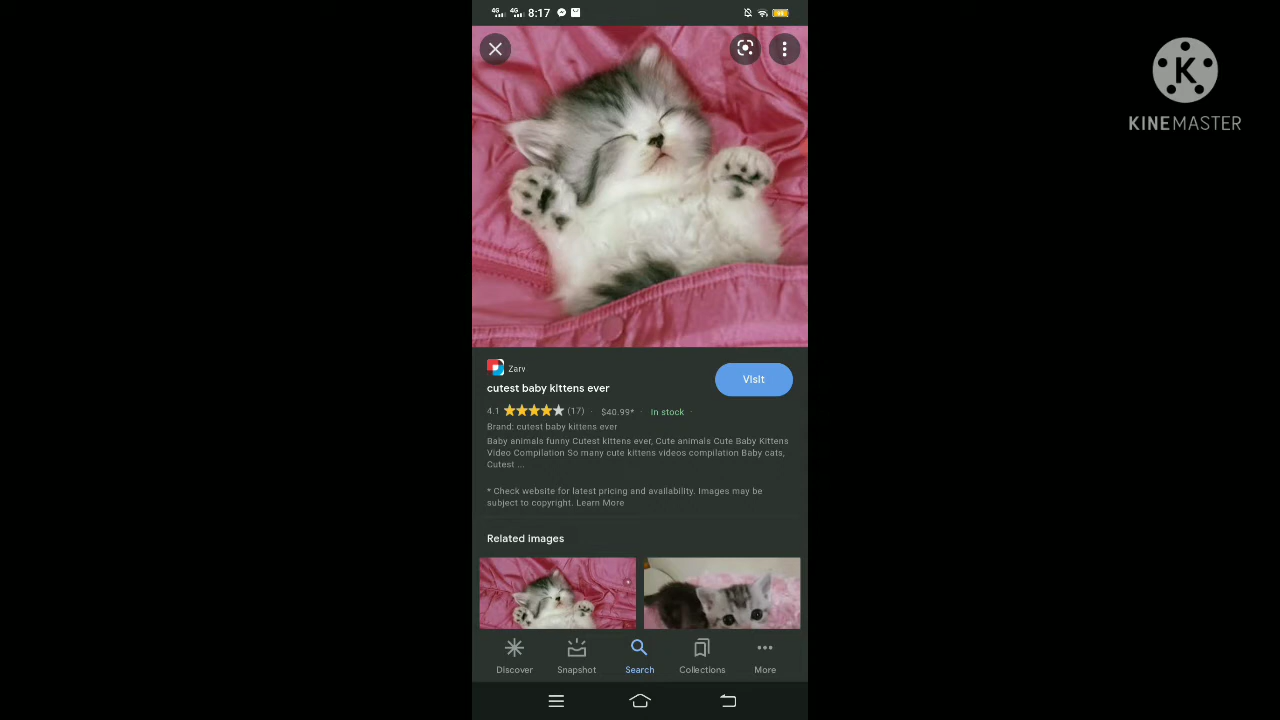 4G 4G 8:17
KINEMASTER
Zarv
cutest baby kittens ever
Visit
4.1 (17) · $40.99* · In stock ·
Brand: cutest baby kittens ever
Baby animals funny Cutest kittens ever, Cute animals Cute Baby Kittens
Video Compilation So many cute kittens videos compilation Baby cats,
Cutest ...
* Check website for latest pricing and availability. Images may be
subject to copyright. Learn More
Related images
Discover Snapshot Search Collections More